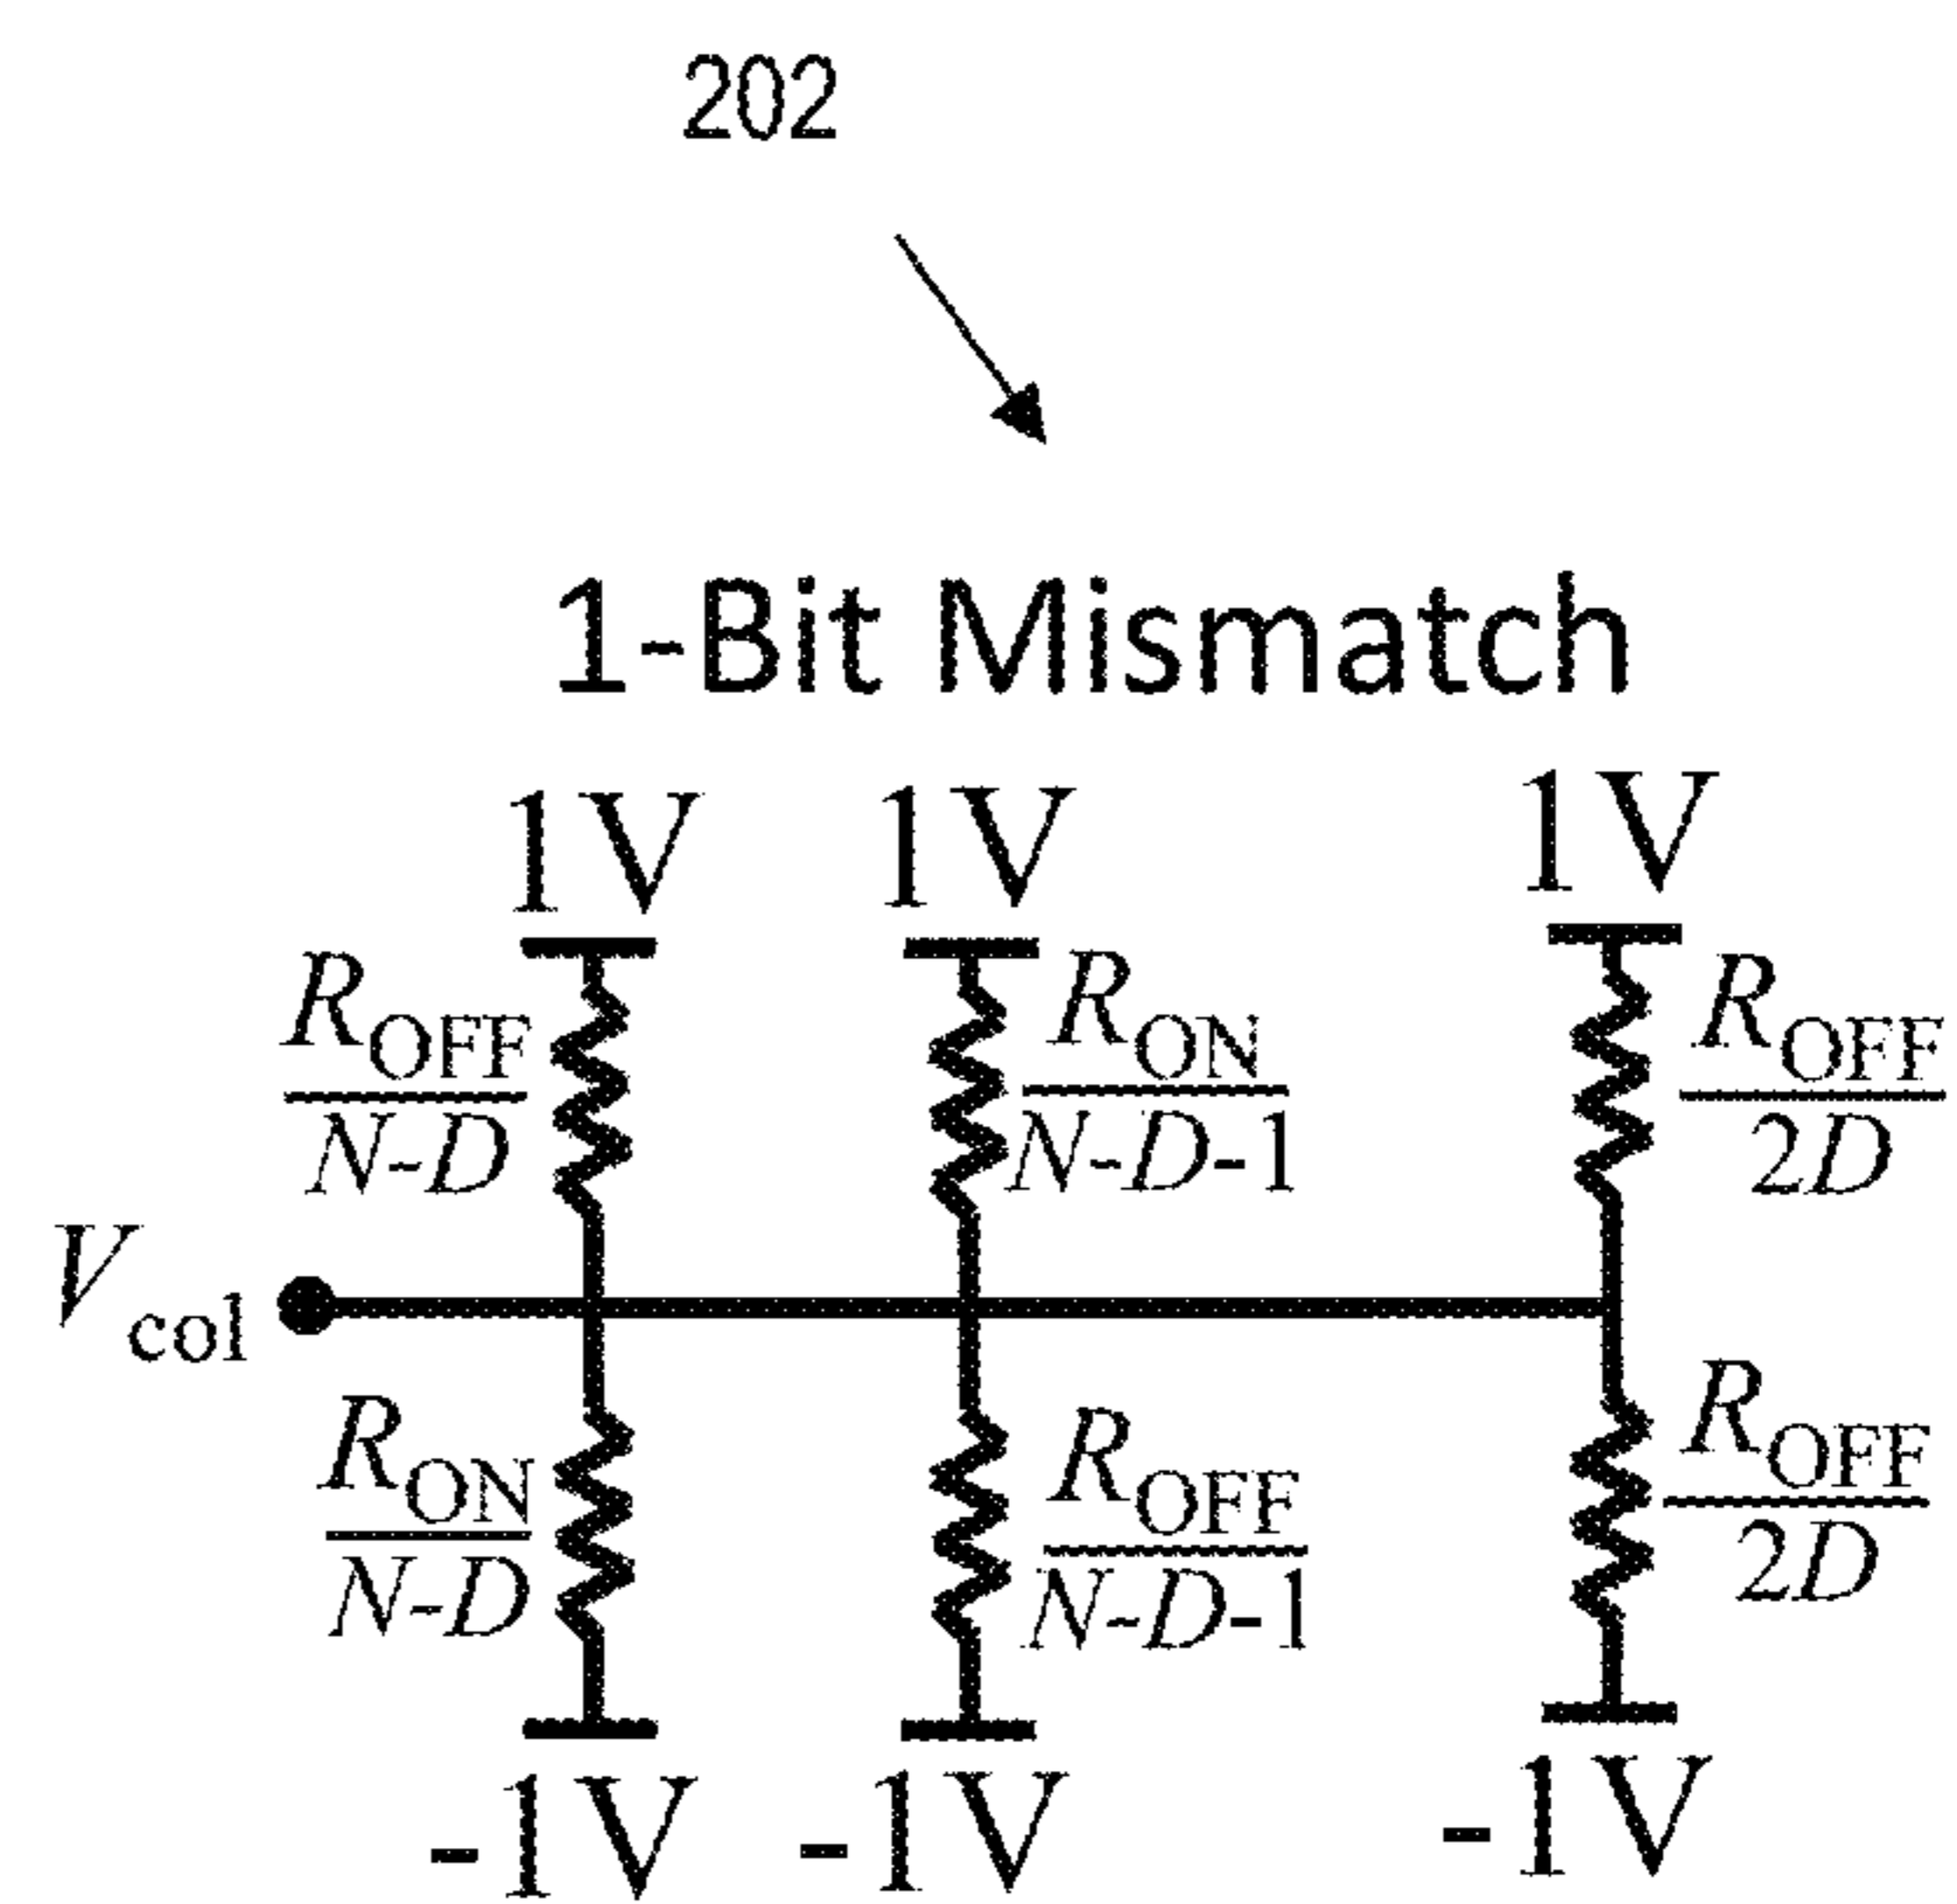 202
1-Bit Mismatch
1V 1V 1V
R_OFF/N-D R_ON/N-D-1 R_OFF/2D
V_col
R_ON/N-D R_OFF/N-D-1 R_OFF/2D
-1V -1V -1V